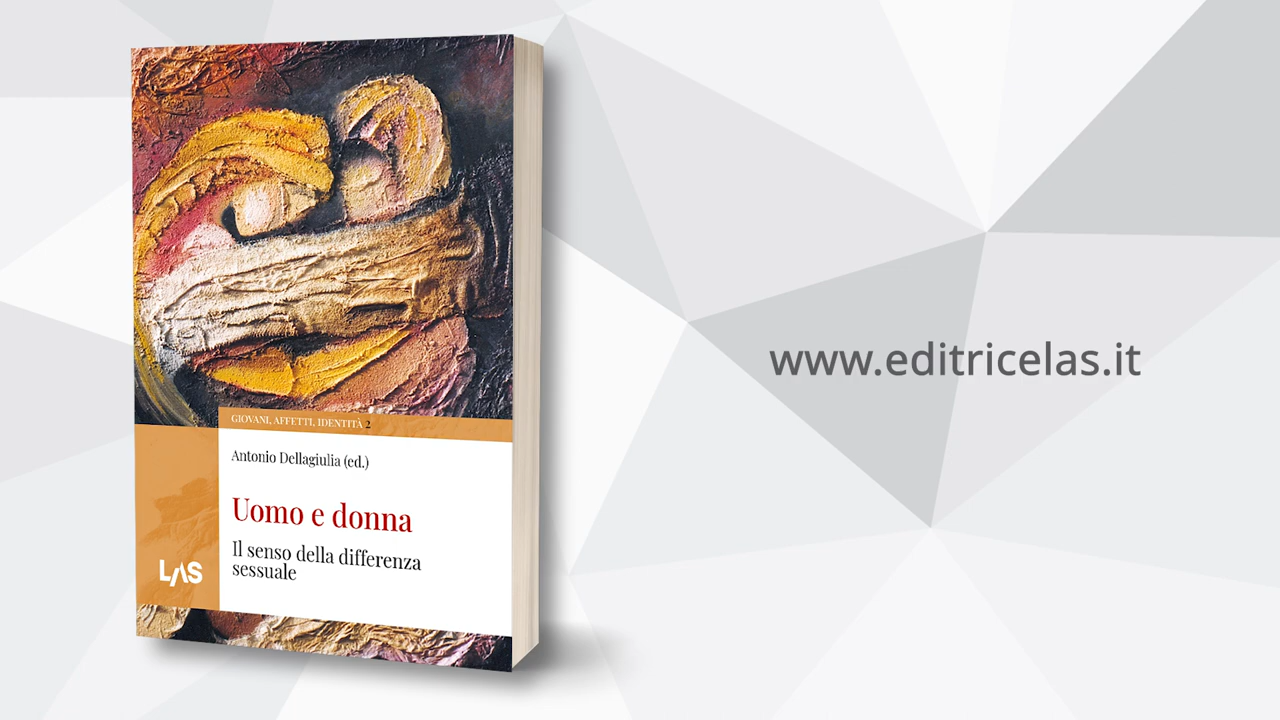 GIOVANI, AFFETTI, IDENTITÀ 2
Antonio Dellagiulia (ed.)
Uomo e donna
Il senso della differenza
sessuale
LAS
www.editricelas.it